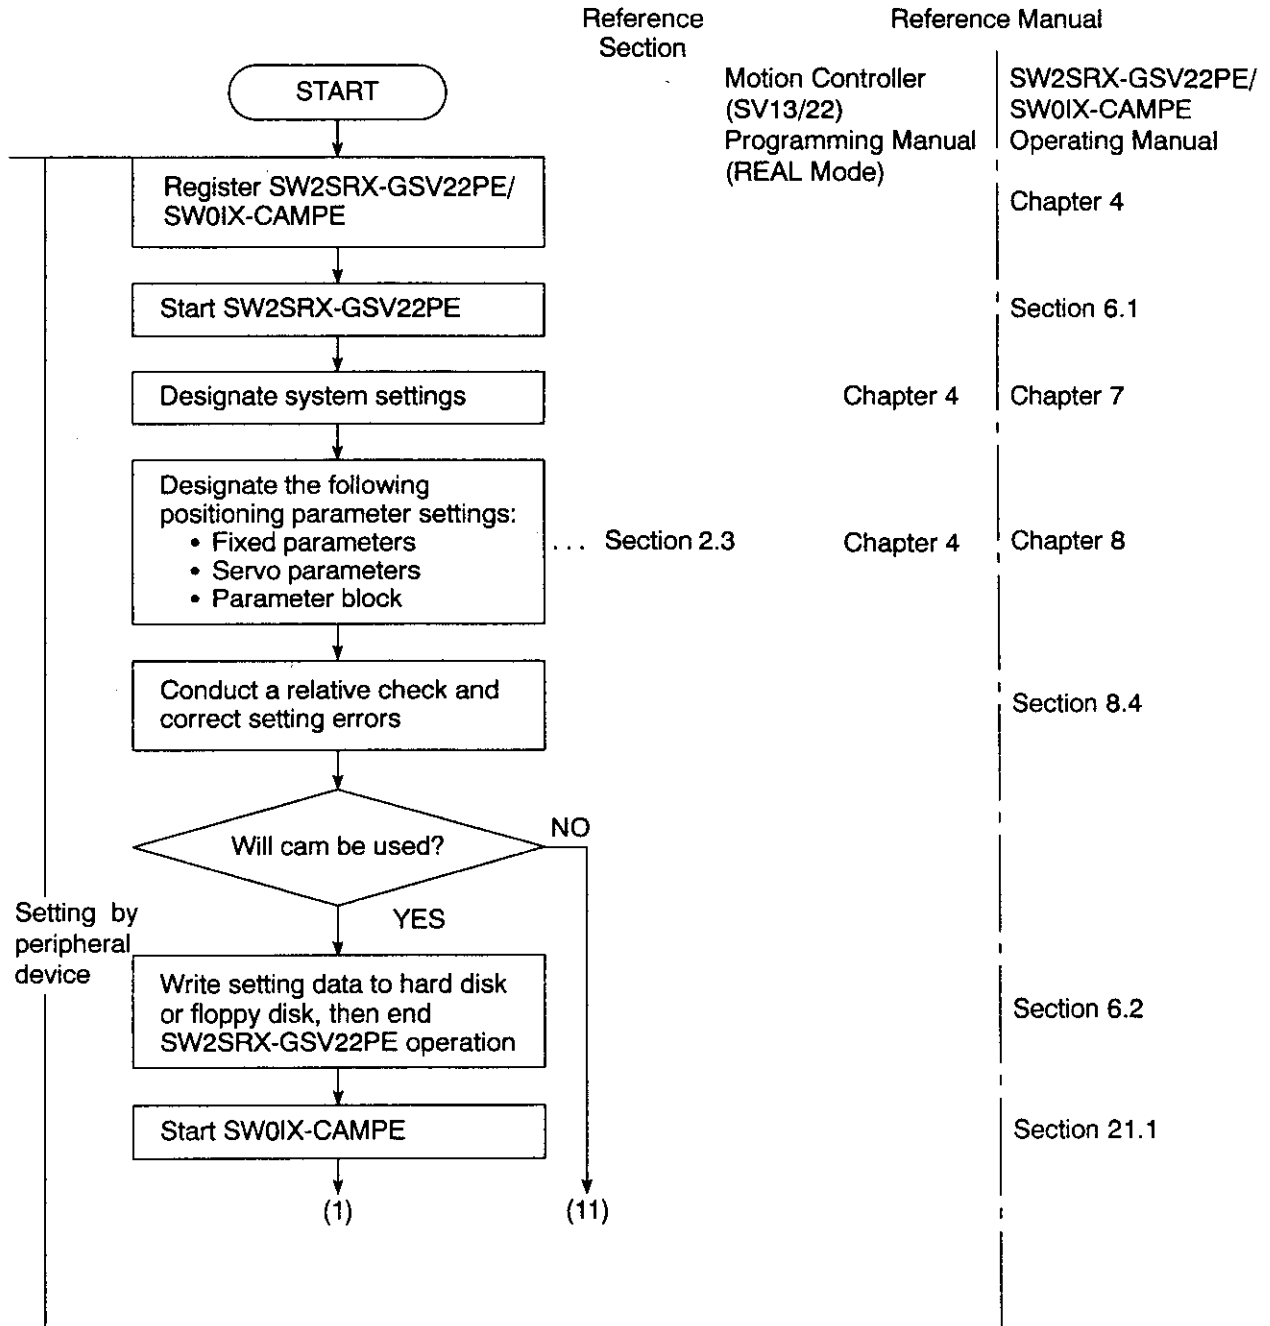 Reference
Section
Reference Manual
Motion Controller
(SV13/22)
Programming Manual
(REAL Mode)
SW2SRX-GSV22PE/
SW0IX-CAMPE
Operating Manual
START
Register SW2SRX-GSV22PE/
SW0IX-CAMPE
Chapter 4
Start SW2SRX-GSV22PE
Section 6.1
Designate system settings
Chapter 4
Chapter 7
Designate the following
positioning parameter settings:
• Fixed parameters
• Servo parameters
• Parameter block
... Section 2.3
Chapter 4
Chapter 8
Conduct a relative check and
correct setting errors
Section 8.4
Will cam be used?
NO
YES
Setting by
peripheral
device
Write setting data to hard disk
or floppy disk, then end
SW2SRX-GSV22PE operation
Section 6.2
Start SW0IX-CAMPE
Section 21.1
(1)
(11)